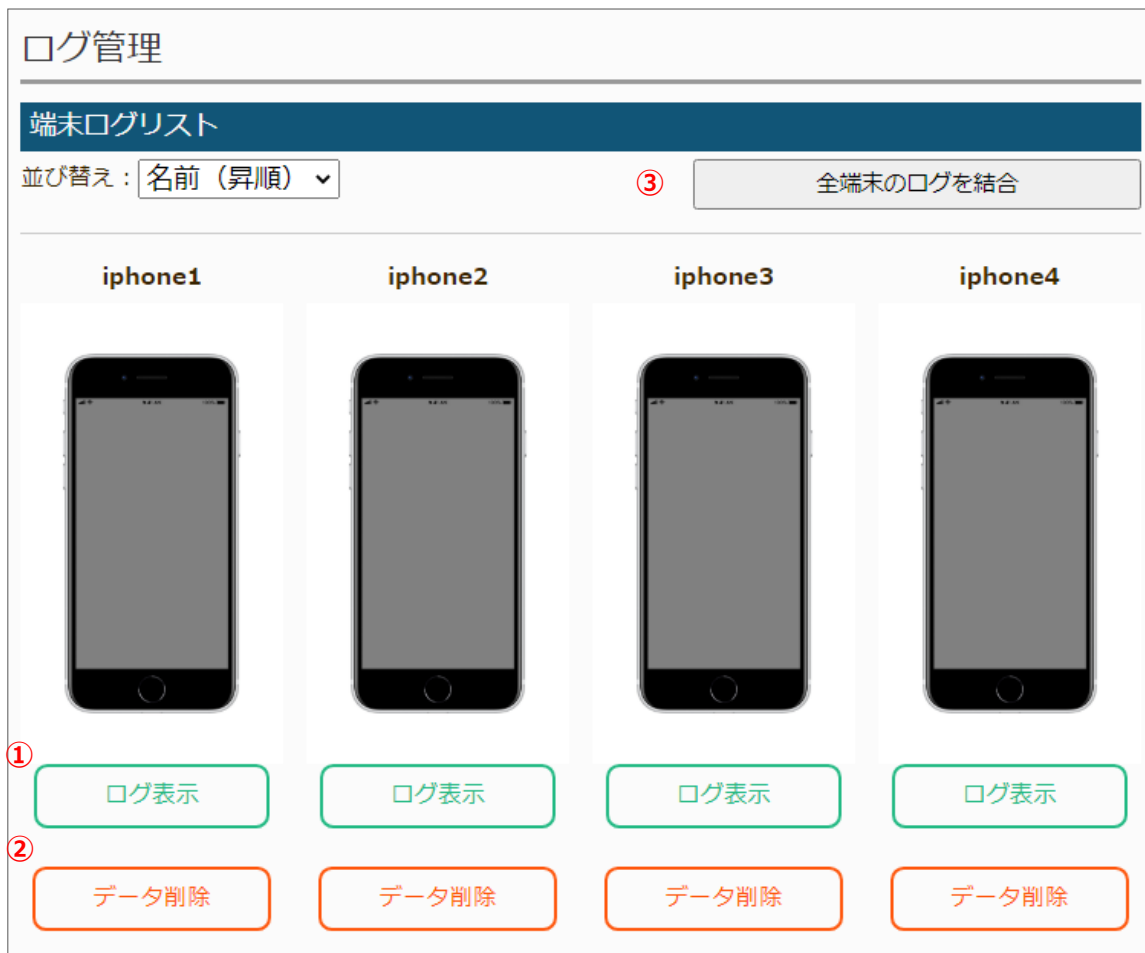 ログ管理
端末ログリスト
並び替え：名前（昇順） ③ 全端末のログを結合
iphone1 iphone2 iphone3 iphone4
①
ログ表示 ログ表示 ログ表示 ログ表示
②
データ削除 データ削除 データ削除 データ削除